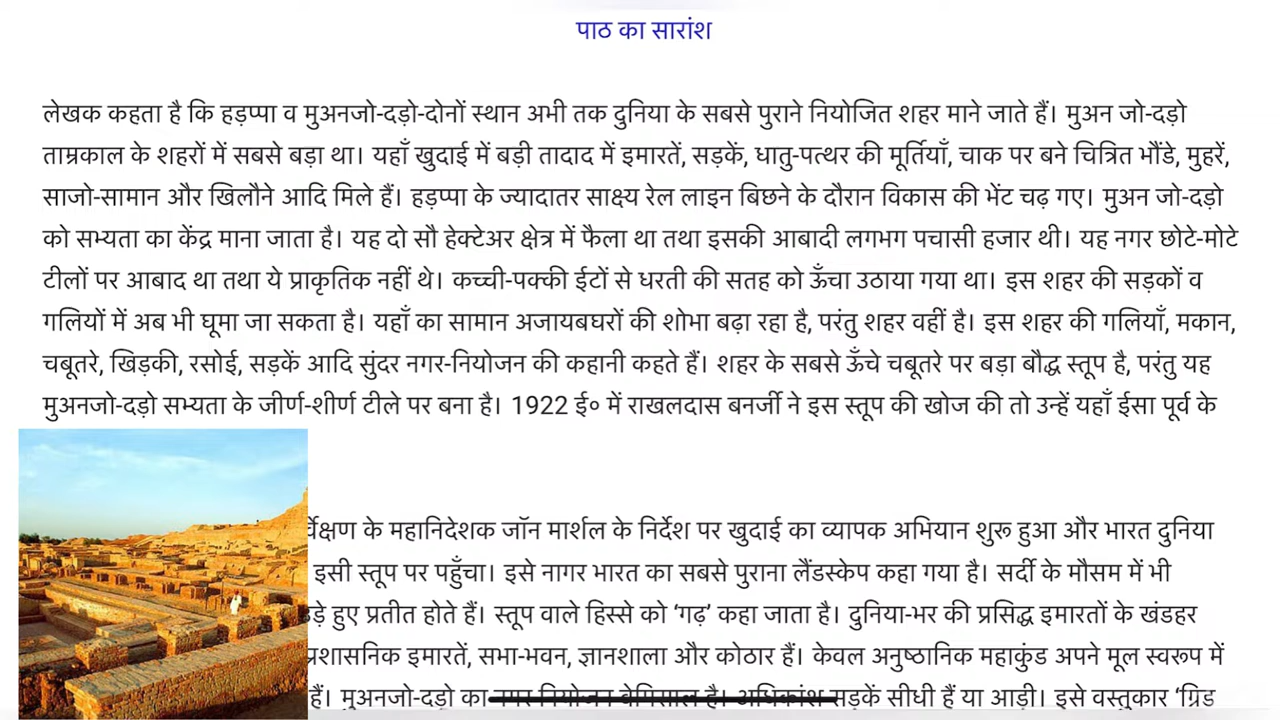 पाठ का सारांश
लेखक कहता है कि हड़प्पा व मुअनजो-दड़ो-दोनों स्थान अभी तक दुनिया के सबसे पुराने नियोजित शहर माने जाते हैं। मुअन जो-दड़ो
ताम्रकाल के शहरों में सबसे बड़ा था। यहाँ खुदाई में बड़ी तादाद में इमारतें, सड़कें, धातु-पत्थर की मूर्तियाँ, चाक पर बने चित्रित भौंडे, मुहरें,
साजो-सामान और खिलौने आदि मिले हैं। हड़प्पा के ज्यादातर साक्ष्य रेल लाइन बिछने के दौरान विकास की भेंट चढ़ गए। मुअन जो-दड़ो
को सभ्यता का केंद्र माना जाता है। यह दो सौ हेक्टेअर क्षेत्र में फैला था तथा इसकी आबादी लगभग पचासी हजार थी। यह नगर छोटे-मोटे
टीलों पर आबाद था तथा ये प्राकृतिक नहीं थे। कच्ची-पक्की ईटों से धरती की सतह को ऊँचा उठाया गया था। इस शहर की सड़कों व
गलियों में अब भी घूमा जा सकता है। यहाँ का सामान अजायबघरों की शोभा बढ़ा रहा है, परंतु शहर वहीं है। इस शहर की गलियाँ, मकान,
चबूतरे, खिड़की, रसोई, सड़कें आदि सुंदर नगर-नियोजन की कहानी कहते हैं। शहर के सबसे ऊँचे चबूतरे पर बड़ा बौद्ध स्तूप है, परंतु यह
मुअनजो-दड़ो सभ्यता के जीर्ण-शीर्ण टीले पर बना है। 1922 ई० में राखलदास बनर्जी ने इस स्तूप की खोज की तो उन्हें यहाँ ईसा पूर्व के
के महानिदेशक जॉन मार्शल के निर्देश पर खुदाई का व्यापक अभियान शुरू हुआ और भारत दुनिया
इसी स्तूप पर पहुँचा। इसे नागर भारत का सबसे पुराना लैंडस्केप कहा गया है। सर्दी के मौसम में भी
हुए प्रतीत होते हैं। स्तूप वाले हिस्से को ‘गढ़’ कहा जाता है। दुनिया-भर की प्रसिद्ध इमारतों के खंडहर
प्रशासनिक इमारतें, सभा-भवन, ज्ञानशाला और कोठार हैं। केवल अनुष्ठानिक महाकुंड अपने मूल स्वरूप में
हैं। मुअनजो-दड़ो का नगर नियोजन बेमिसाल है। अधिकांश सड़कें सीधी हैं या आड़ी। इसे वस्तुकार ‘ग्रिड